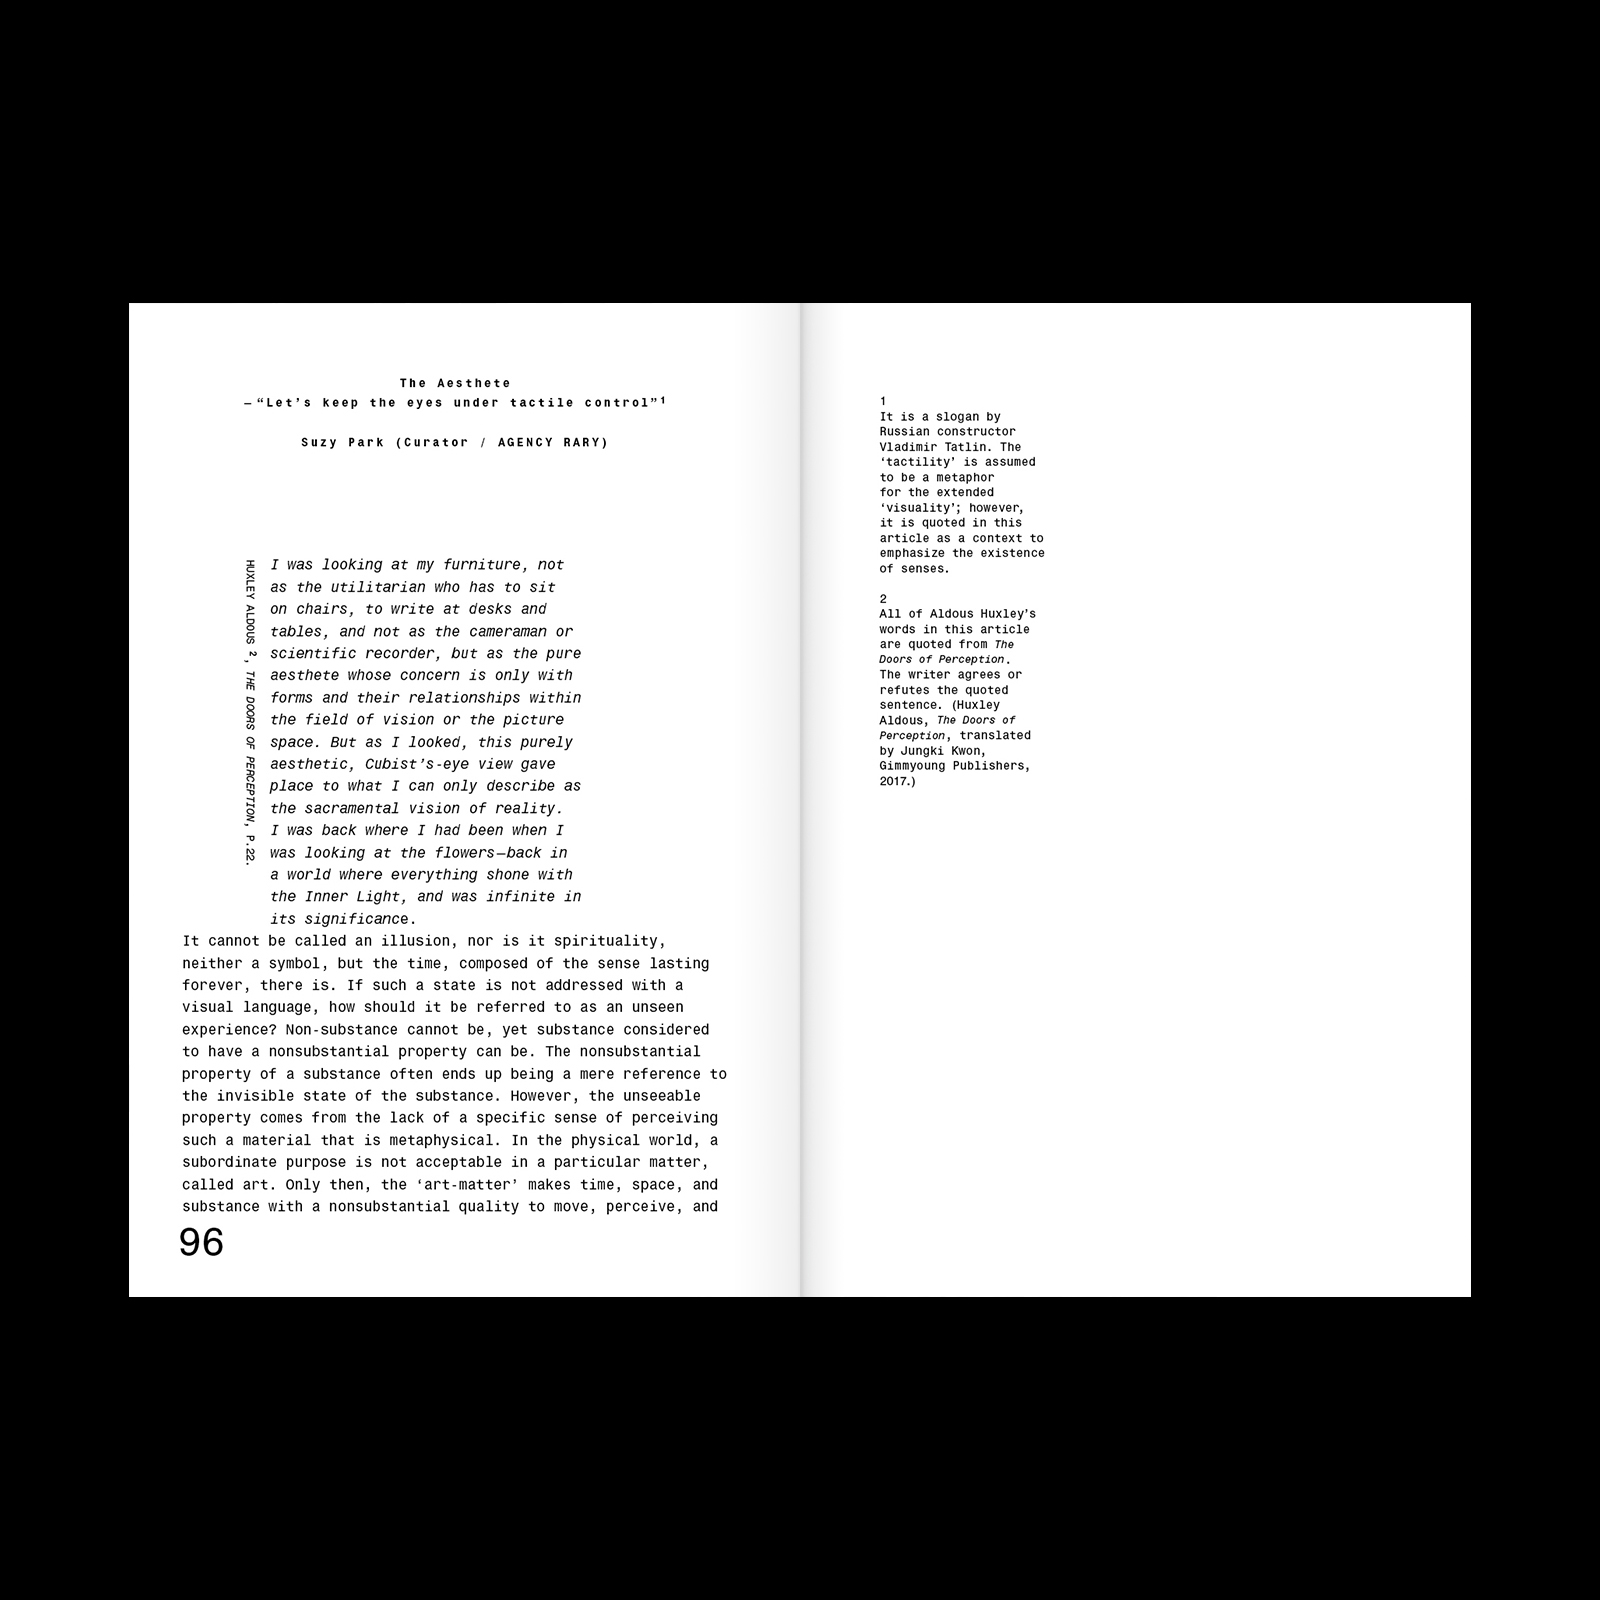 The Aesthete
—“Let’s keep the eyes under tactile control”¹
Suzy Park (Curator / AGENCY RARY)
HUXLEY ALDOUS ², THE DOORS OF PERCEPTION, P.22.
I was looking at my furniture, not
as the utilitarian who has to sit
on chairs, to write at desks and
tables, and not as the cameraman or
scientific recorder, but as the pure
aesthete whose concern is only with
forms and their relationships within
the field of vision or the picture
space. But as I looked, this purely
aesthetic, Cubist’s-eye view gave
place to what I can only describe as
the sacramental vision of reality.
I was back where I had been when I
was looking at the flowers—back in
a world where everything shone with
the Inner Light, and was infinite in
its significance.
It cannot be called an illusion, nor is it spirituality,
neither a symbol, but the time, composed of the sense lasting
forever, there is. If such a state is not addressed with a
visual language, how should it be referred to as an unseen
experience? Non-substance cannot be, yet substance considered
to have a nonsubstantial property can be. The nonsubstantial
property of a substance often ends up being a mere reference to
the invisible state of the substance. However, the unseeable
property comes from the lack of a specific sense of perceiving
such a material that is metaphysical. In the physical world, a
subordinate purpose is not acceptable in a particular matter,
called art. Only then, the ‘art-matter’ makes time, space, and
substance with a nonsubstantial quality to move, perceive, and
96
1
It is a slogan by
Russian constructor
Vladimir Tatlin. The
‘tactility’ is assumed
to be a metaphor
for the extended
‘visuality’; however,
it is quoted in this
article as a context to
emphasize the existence
of senses.
2
All of Aldous Huxley’s
words in this article
are quoted from The
Doors of Perception.
The writer agrees or
refutes the quoted
sentence. (Huxley
Aldous, The Doors of
Perception, translated
by Jungki Kwon,
Gimmyoung Publishers,
2017.)